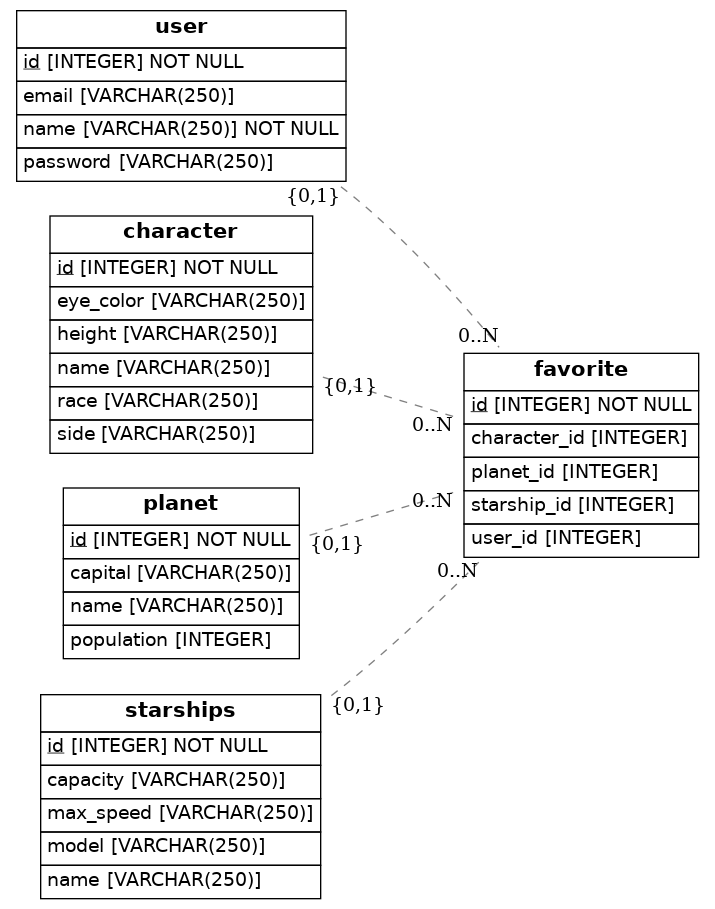 user
id [INTEGER] NOT NULL
email [VARCHAR(250)]
name [VARCHAR(250)] NOT NULL
password [VARCHAR(250)]
{0,1}
character
id [INTEGER] NOT NULL
eye_color [VARCHAR(250)]
height [VARCHAR(250)]
name [VARCHAR(250)]
race [VARCHAR(250)]
side [VARCHAR(250)]
{0,1}
planet
id [INTEGER] NOT NULL
capital [VARCHAR(250)]
name [VARCHAR(250)]
population [INTEGER]
{0,1}
starships
id [INTEGER] NOT NULL
capacity [VARCHAR(250)]
max_speed [VARCHAR(250)]
model [VARCHAR(250)]
name [VARCHAR(250)]
{0,1}
0..N
0..N
0..N
0..N
favorite
id [INTEGER] NOT NULL
character_id [INTEGER]
planet_id [INTEGER]
starship_id [INTEGER]
user_id [INTEGER]